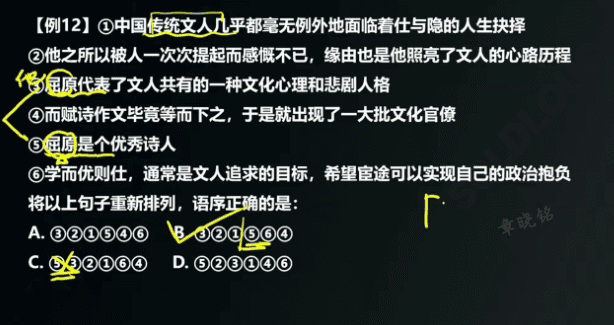 【例12】①中国传统文人几乎都毫无例外地面临着仕与隐的人生抉择
②他之所以被人一次次提起而感慨不已，缘由也是他照亮了文人的心路历程
③屈原代表了文人共有的一种文化心理和悲剧人格
④而赋诗作文毕竟等而下之，于是就出现了一大批文化官僚
⑤屈原是个优秀诗人
⑥学而优则仕，通常是文人追求的目标，希望宦途可以实现自己的政治抱负
将以上句子重新排列，语序正确的是：
A. ③②①⑤④⑥ B. ③②①⑤⑥④
C. ⑤③②①⑥④ D. ⑤②③①④⑥
章晓铭